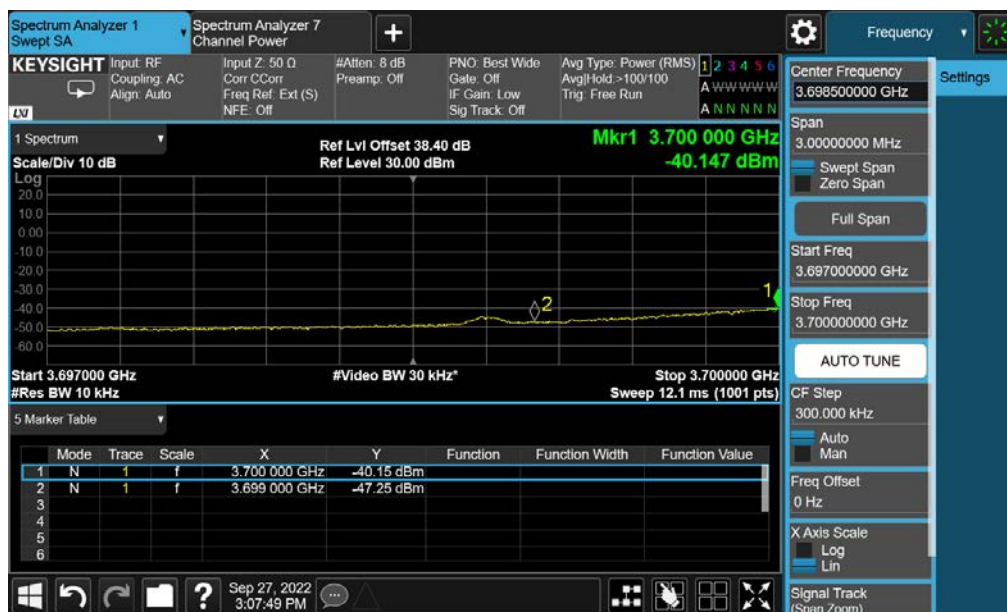 Spectrum Analyzer 1
Swept SA
Spectrum Analyzer 7
Channel Power
Frequency
KEYSIGHT
LXI
Input: RF
Coupling: AC
Align: Auto
Input Z: 50 Ω
Corr CCorr
Freq Ref: Ext (S)
NFE: Off
#Atten: 8 dB
Preamp: Off
PNO: Best Wide
Gate: Off
IF Gain: Low
Sig Track: Off
Avg Type: Power (RMS)
Avg|Hold:>100/100
Trig: Free Run
1 2 3 4 5 6
A W W W W W
A N N N N N
1 Spectrum
Scale/Div 10 dB
Ref Lvl Offset 38.40 dB
Ref Level 30.00 dBm
Mkr1 3.700 000 GHz
-40.147 dBm
Log
20.0
10.0
0.00
-10.0
-20.0
-30.0
-40.0
-50.0
-60.0
1
2
Start 3.697000 GHz
#Res BW 10 kHz
#Video BW 30 kHz*
Stop 3.700000 GHz
Sweep 12.1 ms (1001 pts)
5 Marker Table
Mode Trace Scale X Y Function Function Width Function Value
1 N 1 f 3.700 000 GHz -40.15 dBm
2 N 1 f 3.699 000 GHz -47.25 dBm
3
4
5
6
Center Frequency
3.698500000 GHz
Settings
Span
3.00000000 MHz
Swept Span
Zero Span
Full Span
Start Freq
3.697000000 GHz
Stop Freq
3.700000000 GHz
AUTO TUNE
CF Step
300.000 kHz
Auto
Man
Freq Offset
0 Hz
X Axis Scale
Log
Lin
Signal Track
(Span Zoom)
?
Sep 27, 2022
3:07:49 PM